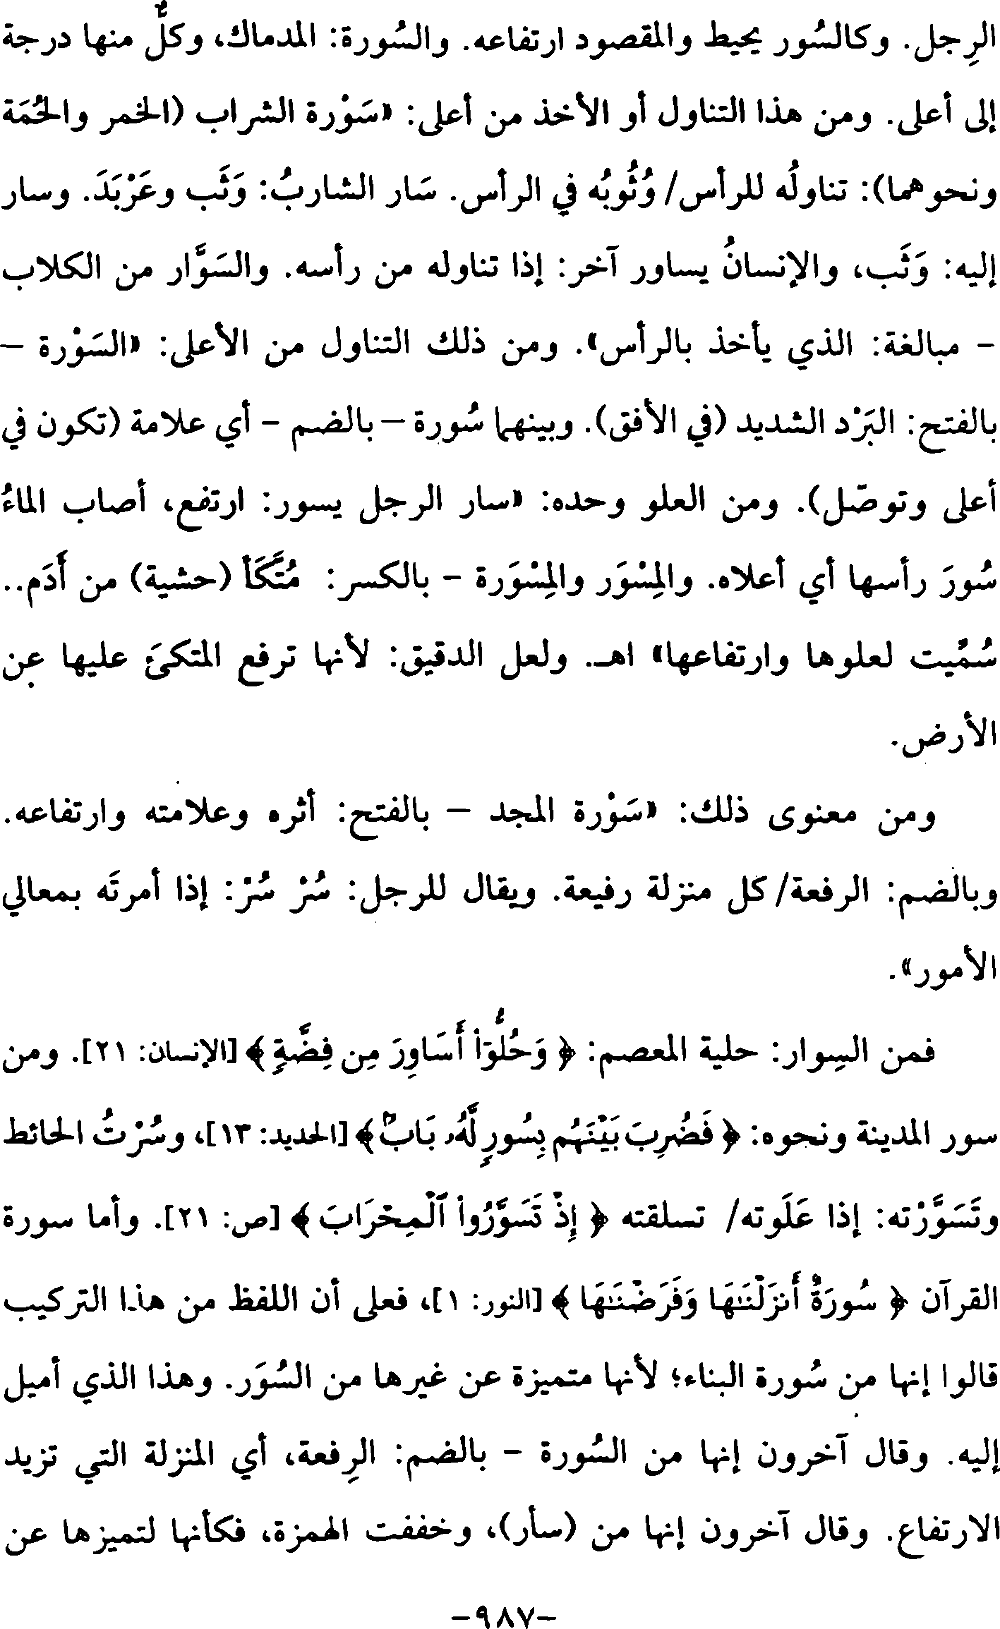 الرِجل. وكالسُور يحيط والمقصود ارتفاعه. والسُورة: المدماك، وكلٌّ منها درجة
إلى أعلى. ومن هذا التناول أو الأخذ من أعلى: «سَوْرة الشراب (الخمر والحُمَة
ونحوهما): تناولُه للرأس/ وُثُوبُه في الرأس. سَار الشاربُ: وَثَب وعَرْبَدَ. وسار
إليه: وَثَب، والإنسانُ يساور آخر: إذا تناوله من رأسه. والسَوَّار من الكلاب
- مبالغة: الذي يأخذ بالرأس». ومن ذلك التناول من الأعلى: «السَوْرة –
بالفتح: البَرْد الشديد (في الأفق). وبينهما سُورة – بالضم - أي علامة (تكون في
أعلى وتوصّل). ومن العلو وحده: «سار الرجل يسور: ارتفع، أصاب الماءُ
سُورَ رأسها أي أعلاه. والمِسْوَر والمِسْوَرة - بالكسر: مُتَّكَأ (حشية) من أَدَم..
سُمِّيت لعلوها وارتفاعها» اهـ. ولعل الدقيق: لأنها ترفع المتكئ عليها عن
الأرض.
ومن معنوى ذلك: «سَوْرة المجد – بالفتح: أثره وعلامته وارتفاعه.
وبالضم: الرفعة/ كل منزلة رفيعة. ويقال للرجل: سُرْ سُرْ: إذا أمرتَه بمعالي
الأمور».
فمن السِوار: حلية المعصم: ﴿ وَحُلُّوٓا۟ أَسَاوِرَ مِن فِضَّةٍ ﴾ [الإنسان: ٢١]. ومن
سور المدينة ونحوه: ﴿ فَضُرِبَ بَيْنَهُم بِسُورٍ لَّهُۥ بَابٌۢ ﴾ [الحديد: ١٣]، وسُرْتُ الحائط
وتَسَوَّرْته: إذا عَلَوته/ تسلقته ﴿ إِذْ تَسَوَّرُوا۟ ٱلْمِحْرَابَ ﴾ [ص: ٢١]. وأما سورة
القرآن ﴿ سُورَةٌ أَنزَلْنَـٰهَا وَفَرَضْنَـٰهَا ﴾ [النور: ١]، فعلى أن اللفظ من هذا التركيب
قالوا إنها من سُورة البناء؛ لأنها متميزة عن غيرها من السُوَر. وهذا الذي أميل
إليه. وقال آخرون إنها من السُورة - بالضم: الرِفعة، أي المنزلة التي تزيد
الارتفاع. وقال آخرون إنها من (سأر)، وخففت الهمزة، فكأنها لتميزها عن
-٩٨٧-